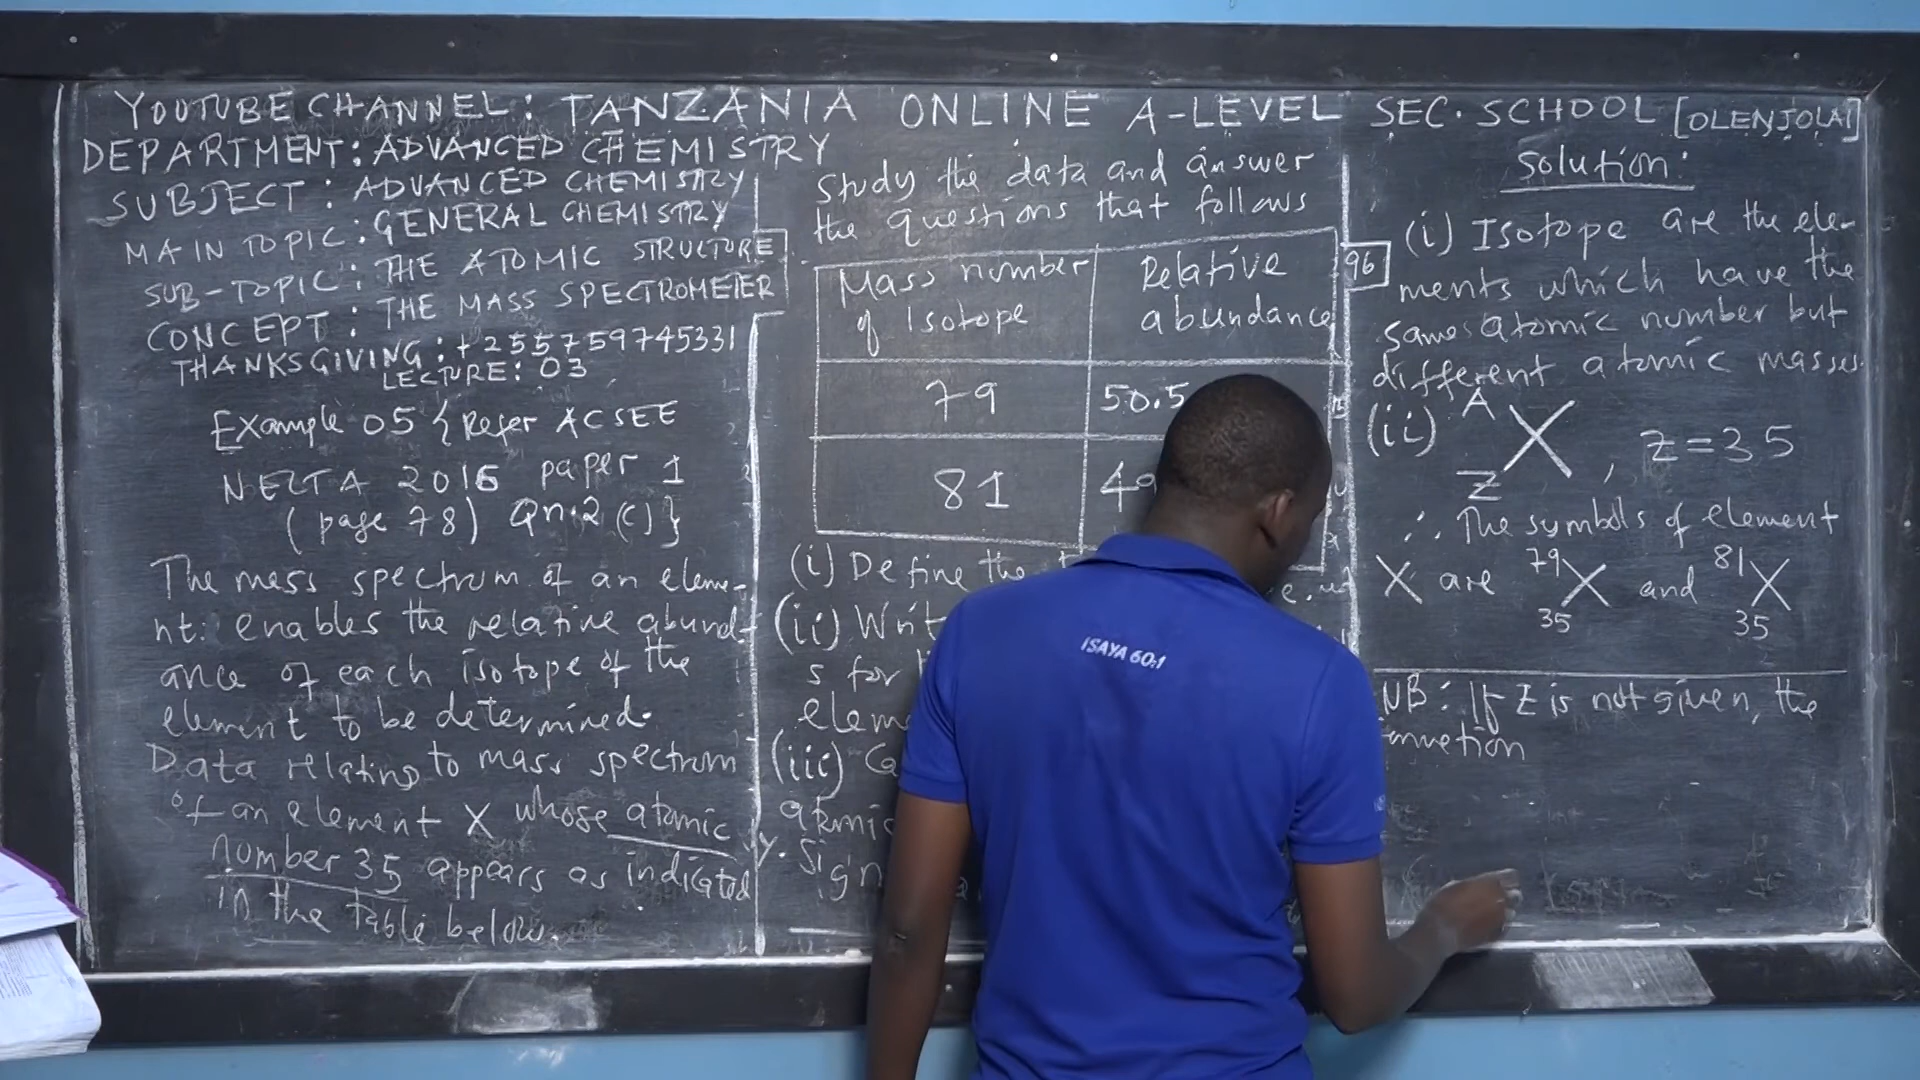 YOUTUBE CHANNEL: TANZANIA ONLINE A-LEVEL SEC. SCHOOL [OLENJOLAI]
DEPARTMENT: ADVANCED CHEMISTRY
SUBJECT: ADVANCED CHEMISTRY
MAIN TOPIC: GENERAL CHEMISTRY
SUB-TOPIC: THE ATOMIC STRUCTURE
CONCEPT: THE MASS SPECTROMETER
THANKSGIVING: +255759745331
LECTURE: 03
Example 05 {Refer ACSEE
NECTA 2016 paper 1
(page 78) Qn.2 (c)}
The mass spectrum of an eleme-
nt: enables the relative abund-
ance of each isotope of the
element to be determined.
Data relating to mass spectrum
of an element X whose atomic
number 35 appears as indicated
in the table below.
Study the data and answer
the questions that follows
Mass number of Isotope Relative abundance
79 50.5
81 49
(i) Define the
(ii) Writ
s for
eleme
(iii) Ca
atomic
sign
96
Solution:
(i) Isotope are the ele-
ments which have the
same atomic number but
different atomic masses.
(ii) A Z X, Z=35
∴ The symbols of element
X are 79 35 X and 81 35 X
NB: If Z is not given, the
ISAYA 60:1